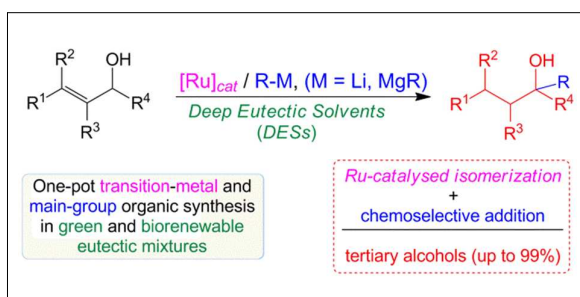 R² OH
R¹ R⁴
R³
[Ru]cat / R-M, (M = Li, MgR)
Deep Eutectic Solvents
(DESs)
R² OH
R
R¹ R⁴
R³
One-pot transition-metal and
main-group organic synthesis
in green and biorenewable
eutectic mixtures
Ru-catalysed isomerization
+
chemoselective addition
tertiary alcohols (up to 99%)